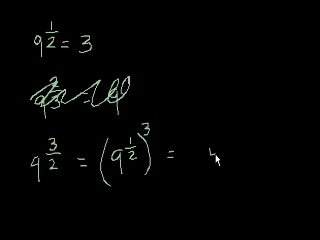 9^{1/2} = 3
9^{3/2} = (9^{1/2})^3 =